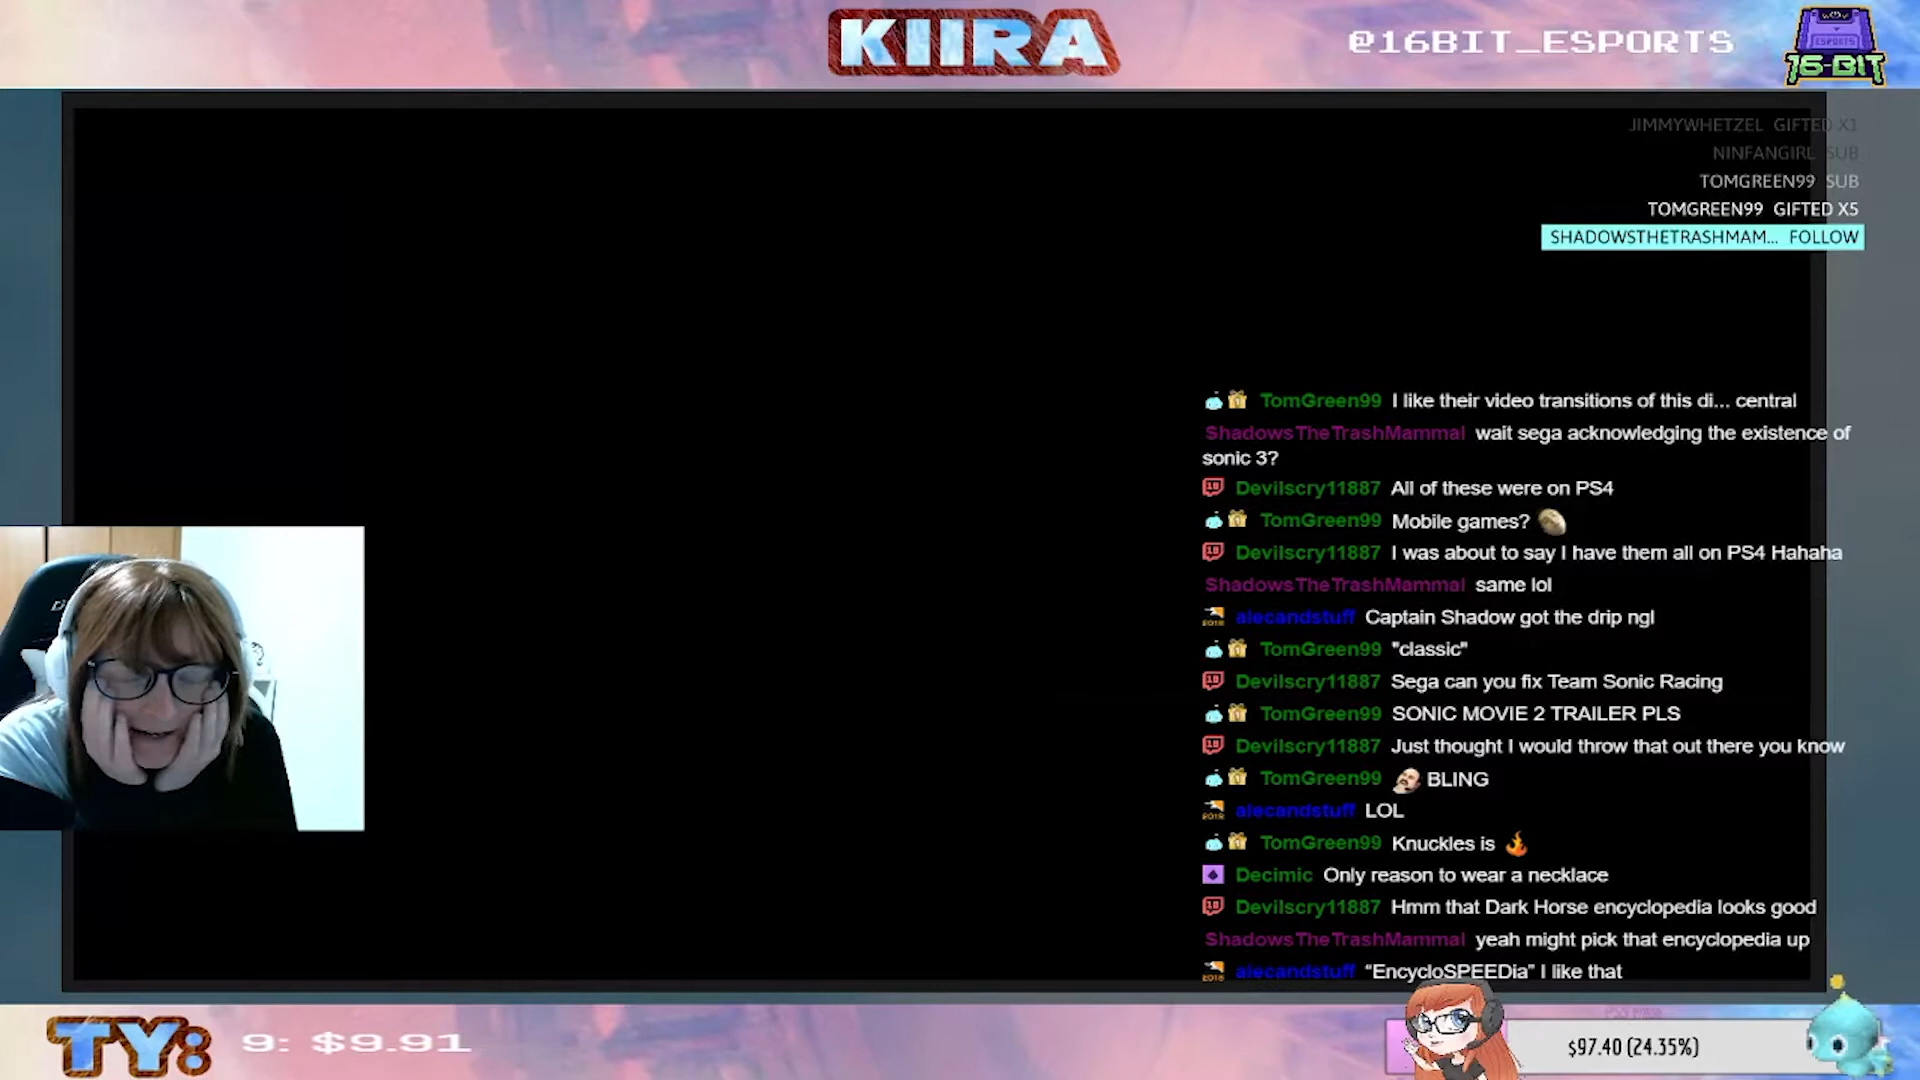 KIIRA
@16BIT_ESPORTS
ESPORTS
16-BIT
JIMMYWHETZEL GIFTED X1
NINFANGIRL SUB
TOMGREEN99 SUB
TOMGREEN99 GIFTED X5
SHADOWSTHETRASHMAM... FOLLOW
TomGreen99 I like their video transitions of this di... central
ShadowsTheTrashMammal wait sega acknowledging the existence of
sonic 3?
Devilscry11887 All of these were on PS4
TomGreen99 Mobile games?
Devilscry11887 I was about to say I have them all on PS4 Hahaha
ShadowsTheTrashMammal same lol
alecandstuff Captain Shadow got the drip ngl
TomGreen99 "classic"
Devilscry11887 Sega can you fix Team Sonic Racing
TomGreen99 SONIC MOVIE 2 TRAILER PLS
Devilscry11887 Just thought I would throw that out there you know
TomGreen99 BLING
alecandstuff LOL
TomGreen99 Knuckles is
Decimic Only reason to wear a necklace
Devilscry11887 Hmm that Dark Horse encyclopedia looks good
ShadowsTheTrashMammal yeah might pick that encyclopedia up
alecandstuff “EncycloSPEEDia” I like that
TY:
9: $9.91
$97.40 (24.35%)